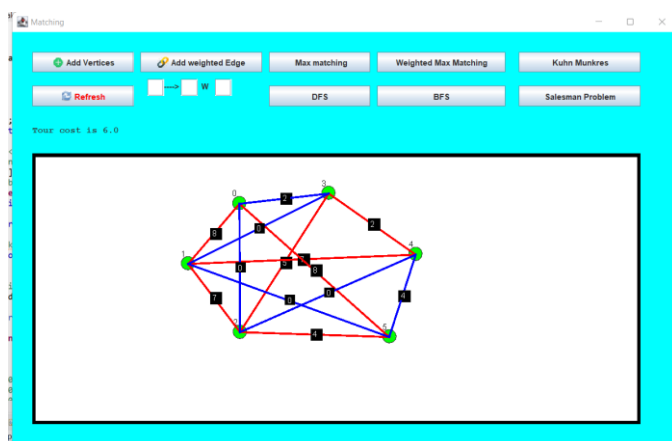 Matching
Add Vertices
Add weighted Edge
Max matching
Weighted Max Matching
Kuhn Munkres
Refresh
---> W
DFS
BFS
Salesman Problem
Tour cost is 6.0
3
0
2
8
0
2
4
1
5
8
0
7
0
0
4
2
4
5